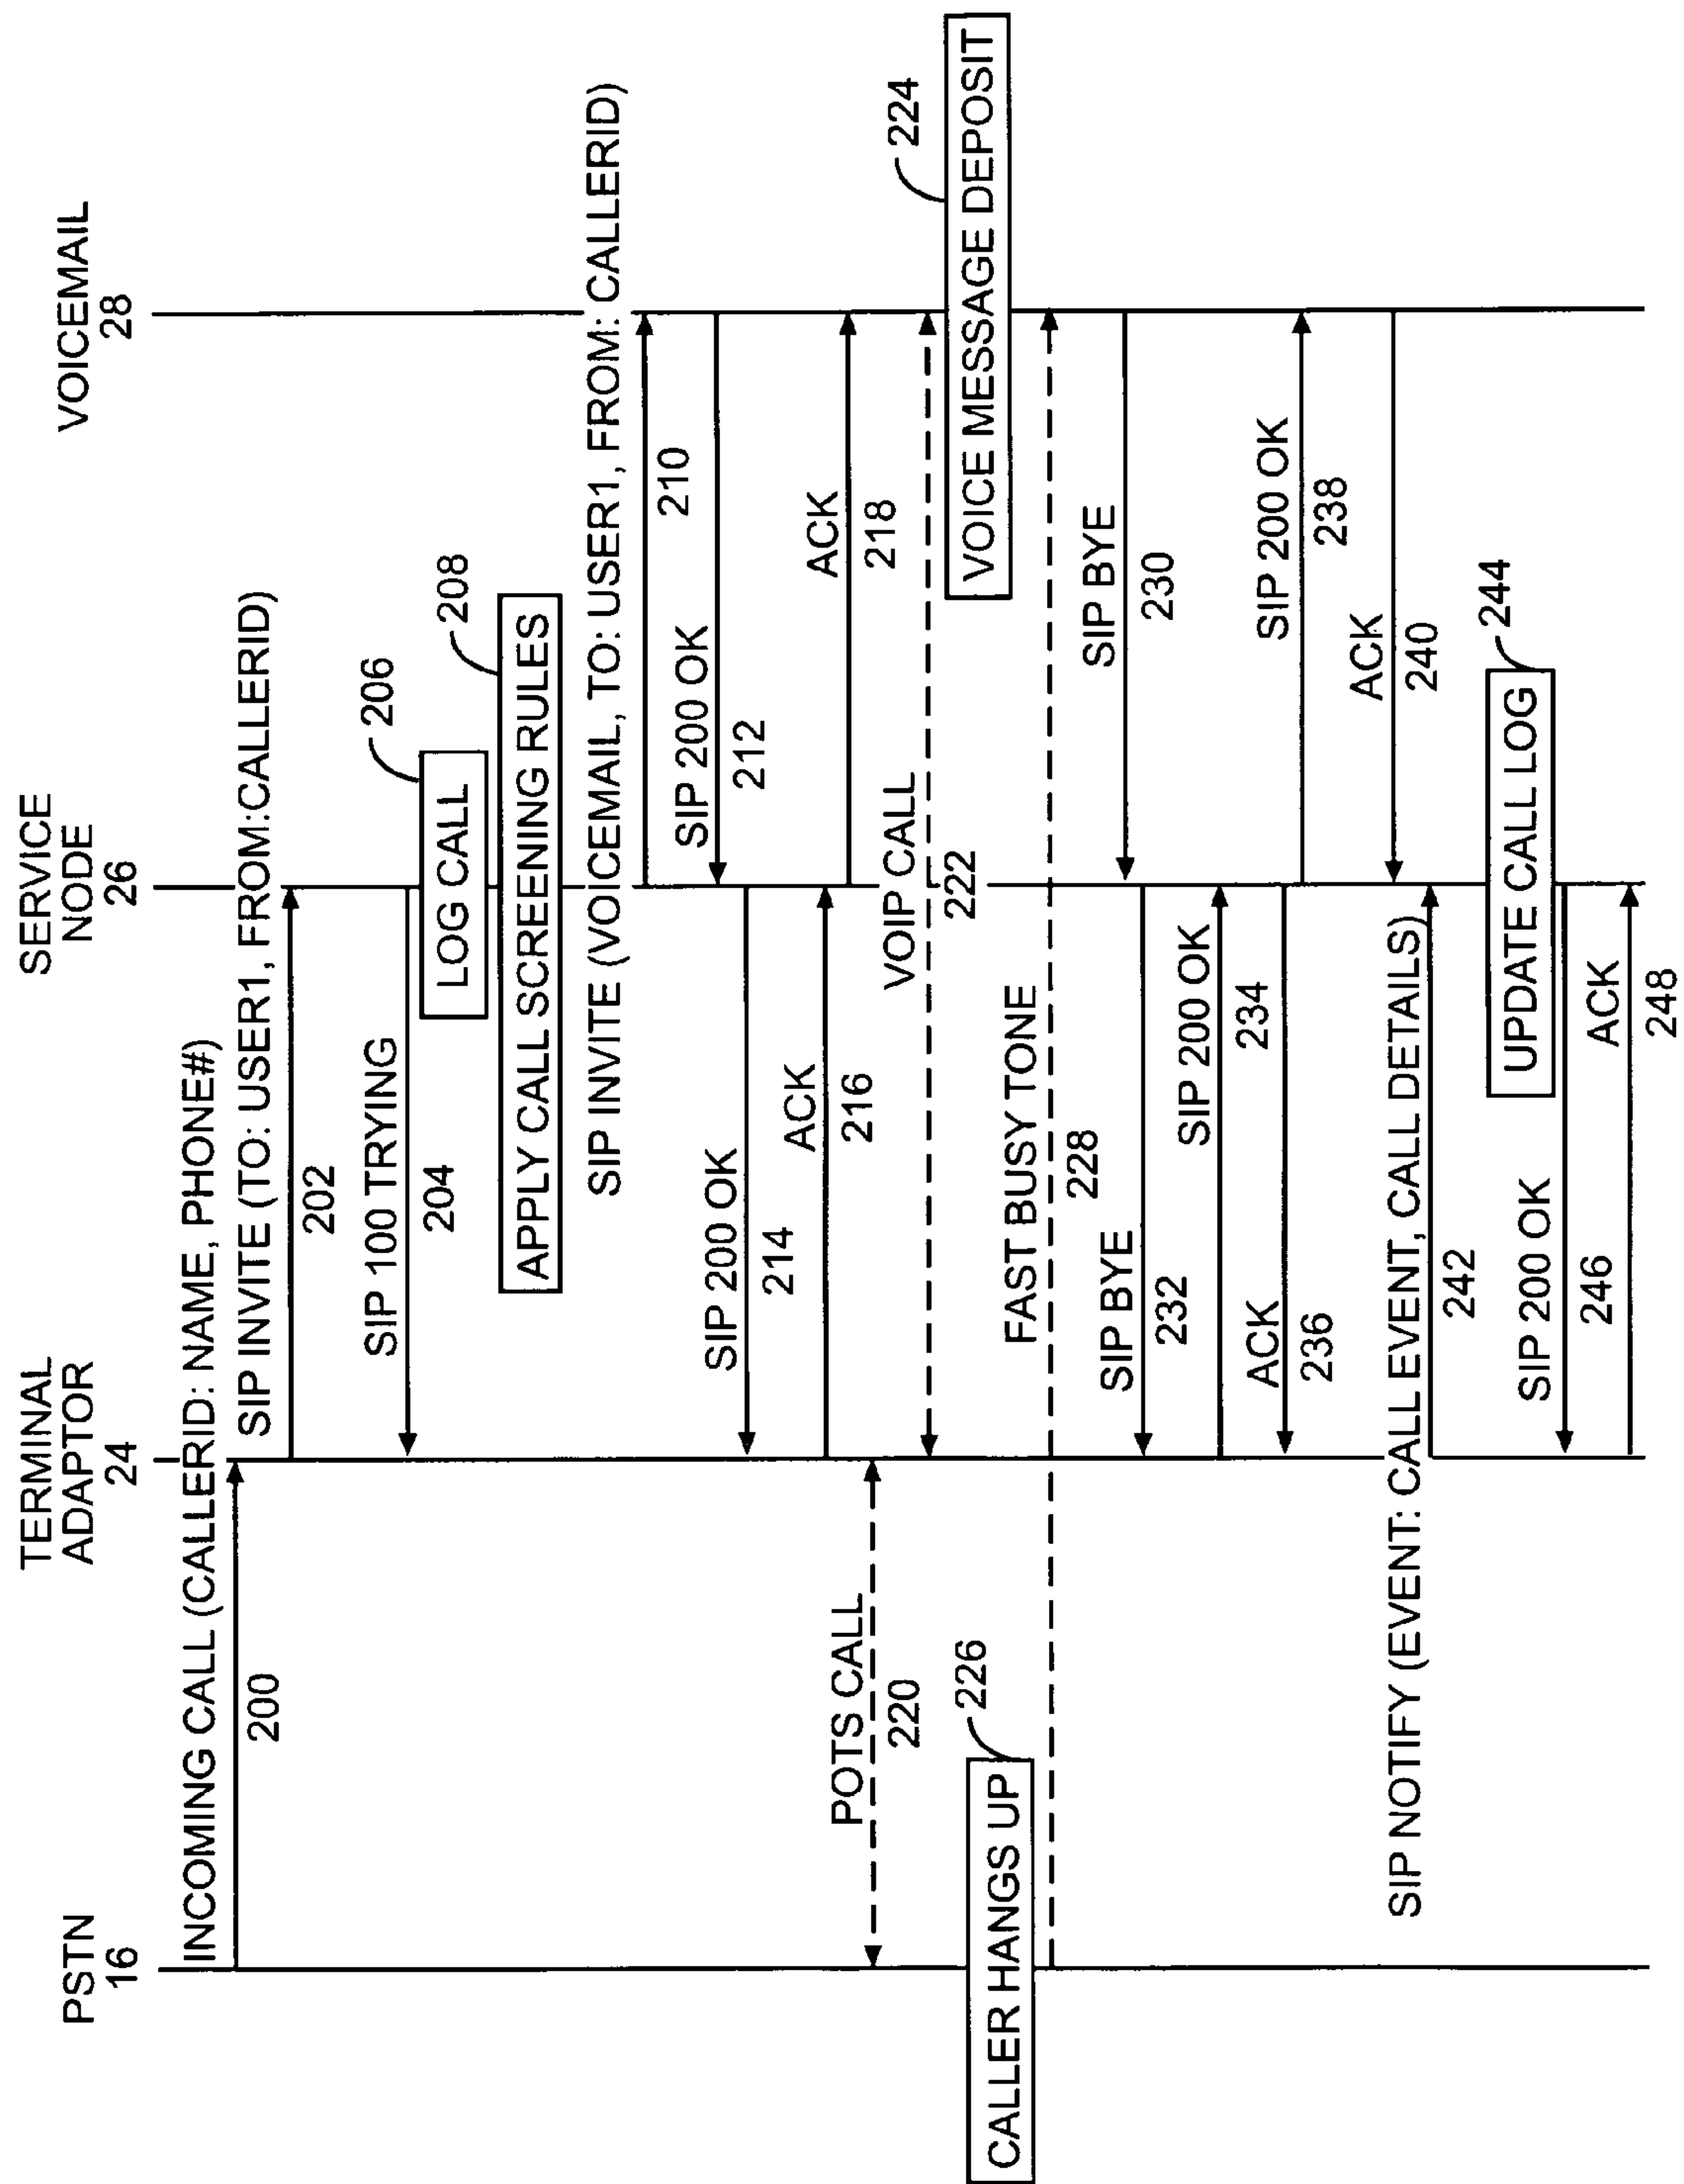 PSTN
16
TERMINAL
ADAPTOR
24
SERVICE
NODE
26
VOICEMAIL
28
INCOMING CALL (CALLERID: NAME, PHONE#)
200
SIP INVITE (TO: USER1, FROM:CALLERID)
202
SIP 100 TRYING
204
LOG CALL
206
APPLY CALL SCREENING RULES
208
SIP INVITE (VOICEMAIL, TO: USER1, FROM: CALLERID)
210
SIP 200 OK
212
SIP 200 OK
214
ACK
216
ACK
218
POTS CALL
220
VOIP CALL
222
VOICE MESSAGE DEPOSIT
224
CALLER HANGS UP
226
FAST BUSY TONE
228
SIP BYE
230
SIP BYE
232
SIP 200 OK
234
ACK
236
SIP 200 OK
238
ACK
240
SIP NOTIFY (EVENT: CALL EVENT, CALL DETAILS)
242
UPDATE CALL LOG
244
SIP 200 OK
246
ACK
248